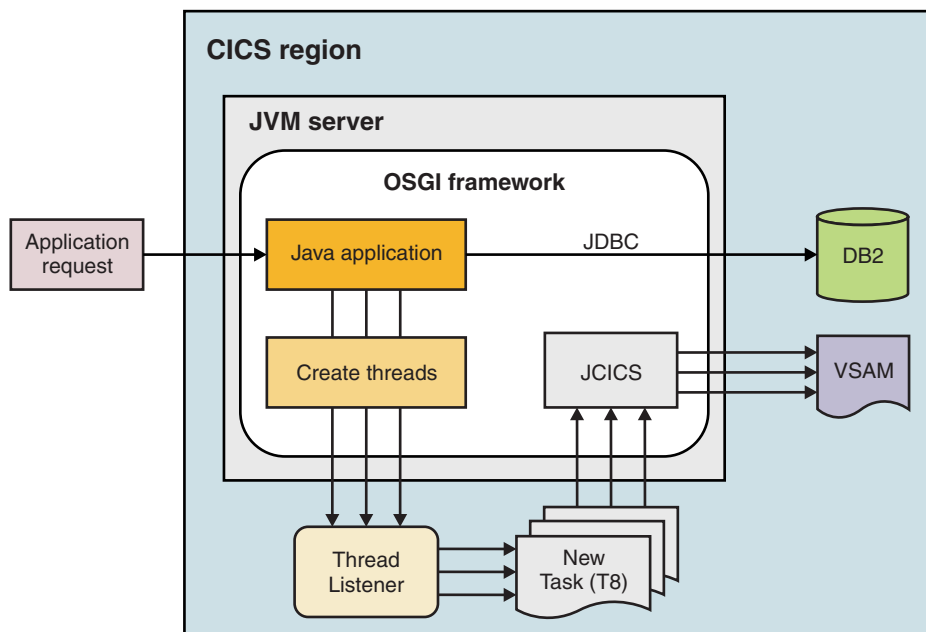 CICS region
JVM server
OSGI framework
Application
request
Java application
JDBC
DB2
Create threads
JCICS
VSAM
Thread
Listener
New
Task (T8)